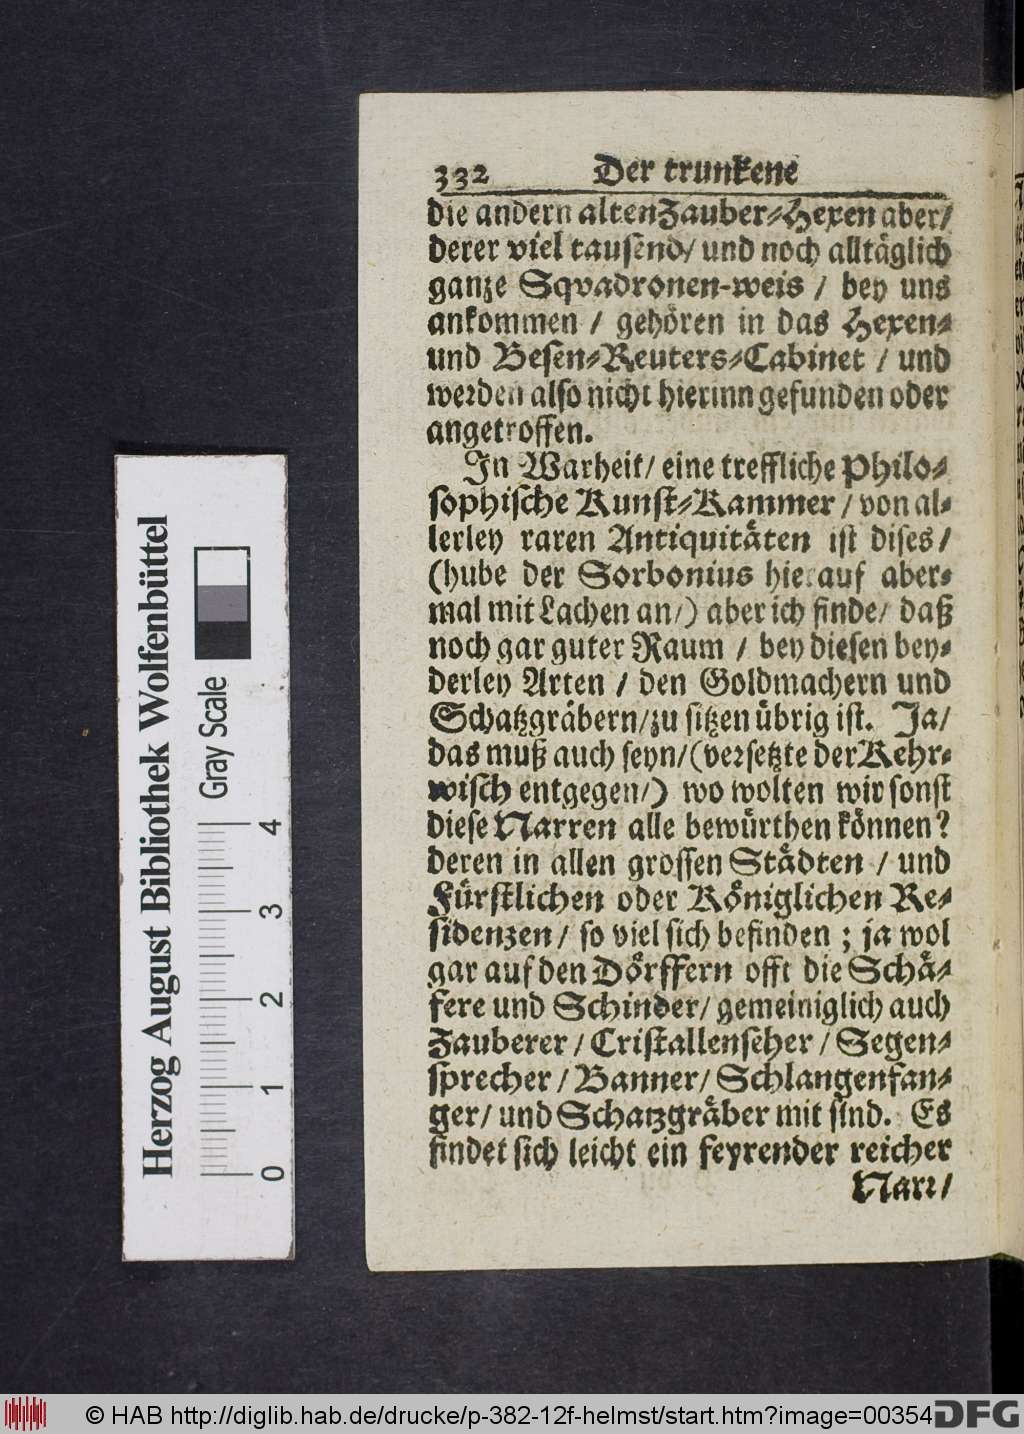 332 Der trunkene
die andern alten Zauber-Hexen aber/
derer viel tausend/ und noch alltäglich
ganze Sqvadronen-weis / bey uns
ankommen / gehören in das Hexen-
und Besen-Reuters-Cabinet / und
werden also nicht hierinn gefunden oder
angetroffen.
In Warheit/ eine treffliche Philo-
sophische Kunst-Kammer / von al-
lerley raren Antiquitäten ist dises/
(hube der Sorbonius hierauf aber-
mal mit Lachen an/) aber ich finde/ daß
noch gar guter Raum / bey diesen bey-
derley Arten / den Goldmachern und
Schatzgräbern/zu sitzen übrig ist. Ja/
das muß auch seyn/(versetzte der Kehr-
wisch entgegen/) wo wolten wir sonst
diese Narren alle bewürthen können?
deren in allen grossen Städten / und
Fürstlichen oder Königlichen Re-
sidenzen/ so viel sich befinden ; ja wol
gar auf den Dörffern offt die Schä-
fere und Schinder/ gemeiniglich auch
Zauberer / Cristallenseher / Segen-
sprecher / Banner/ Schlangenfan-
ger/ und Schatzgräber mit sind. Es
findet sich leicht ein feyrender reicher
Narr/
Herzog August Bibliothek Wolfenbüttel
Gray Scale
0 1 2 3 4
© HAB http://diglib.hab.de/drucke/p-382-12f-helmst/start.htm?image=00354
DFG